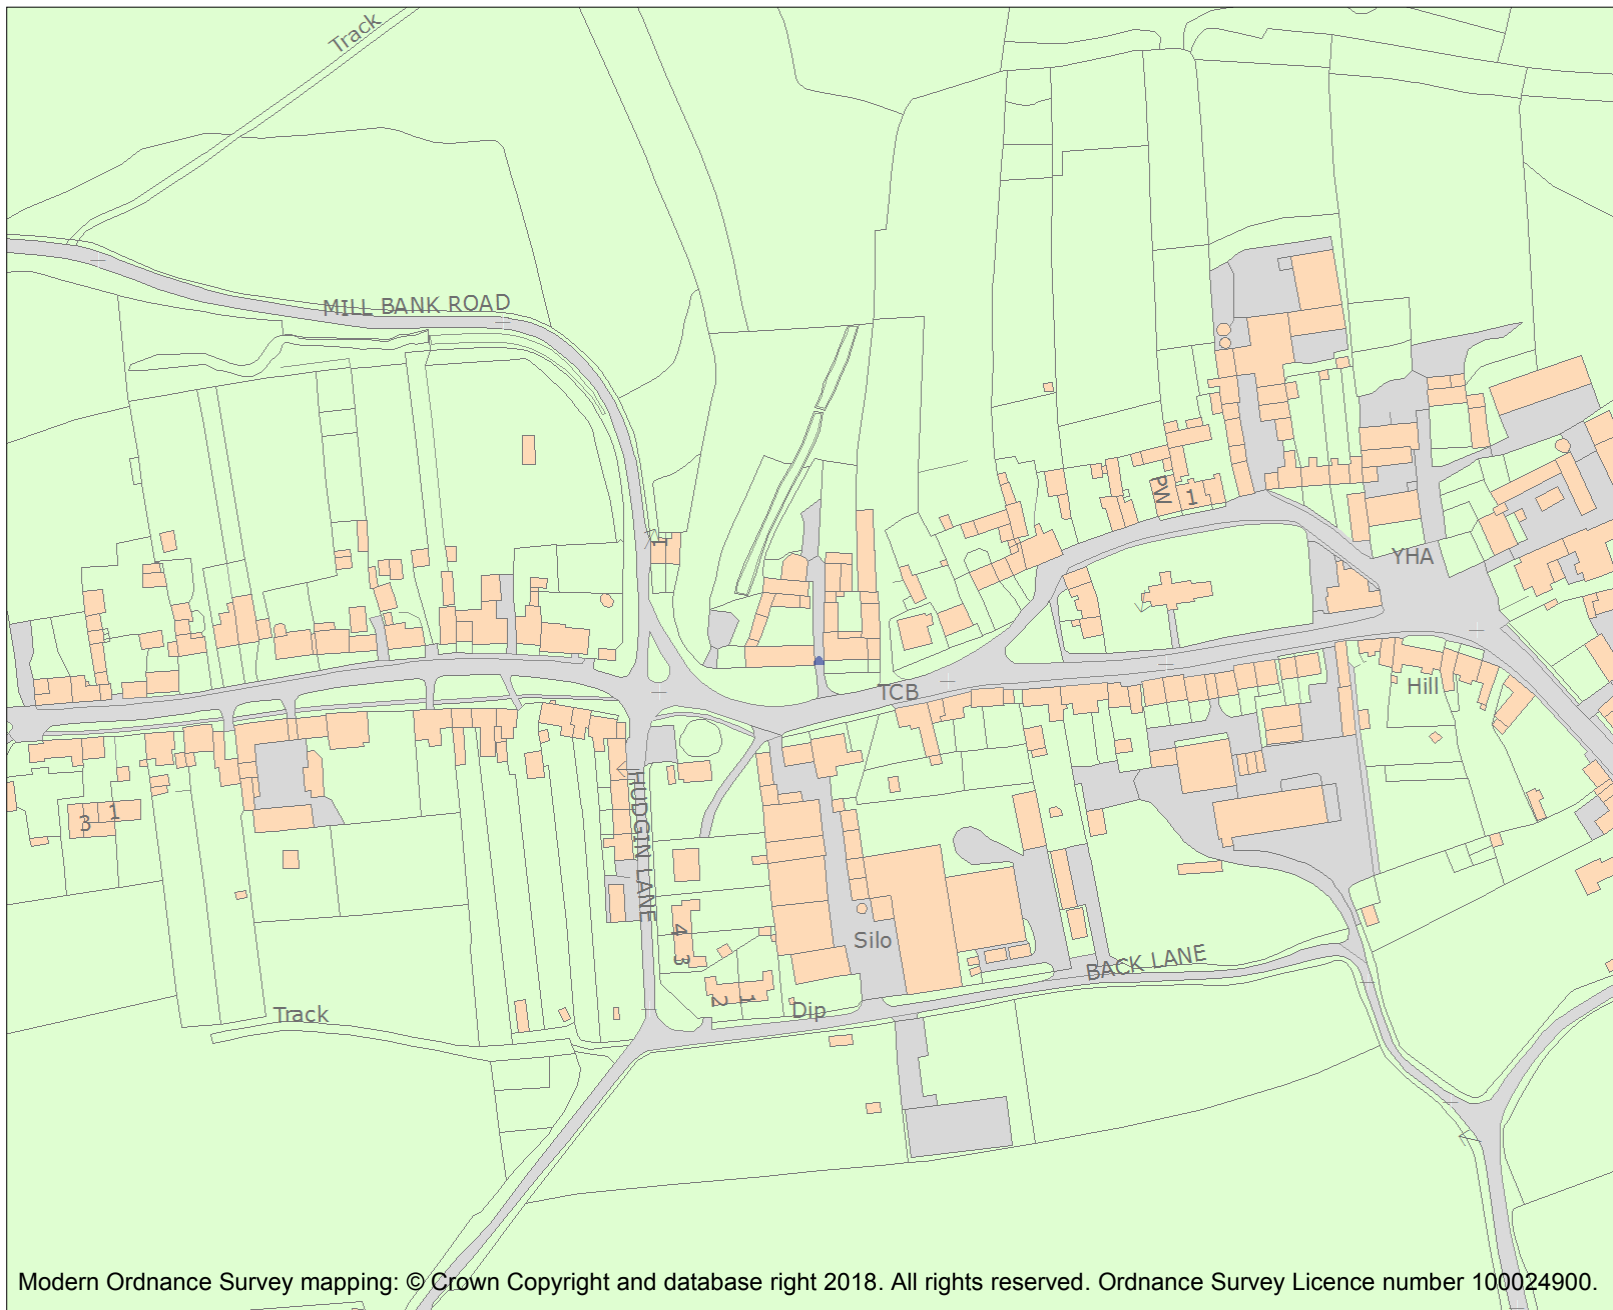 Track
MILL BANK ROAD
PW
1
1
YHA
TCB
Hill
3
1
HUDGIN LANE
4
3
Silo
BACK LANE
2
1
Dip
Track
Modern Ordnance Survey mapping: © Crown Copyright and database right 2018. All rights reserved. Ordnance Survey Licence number 100024900.